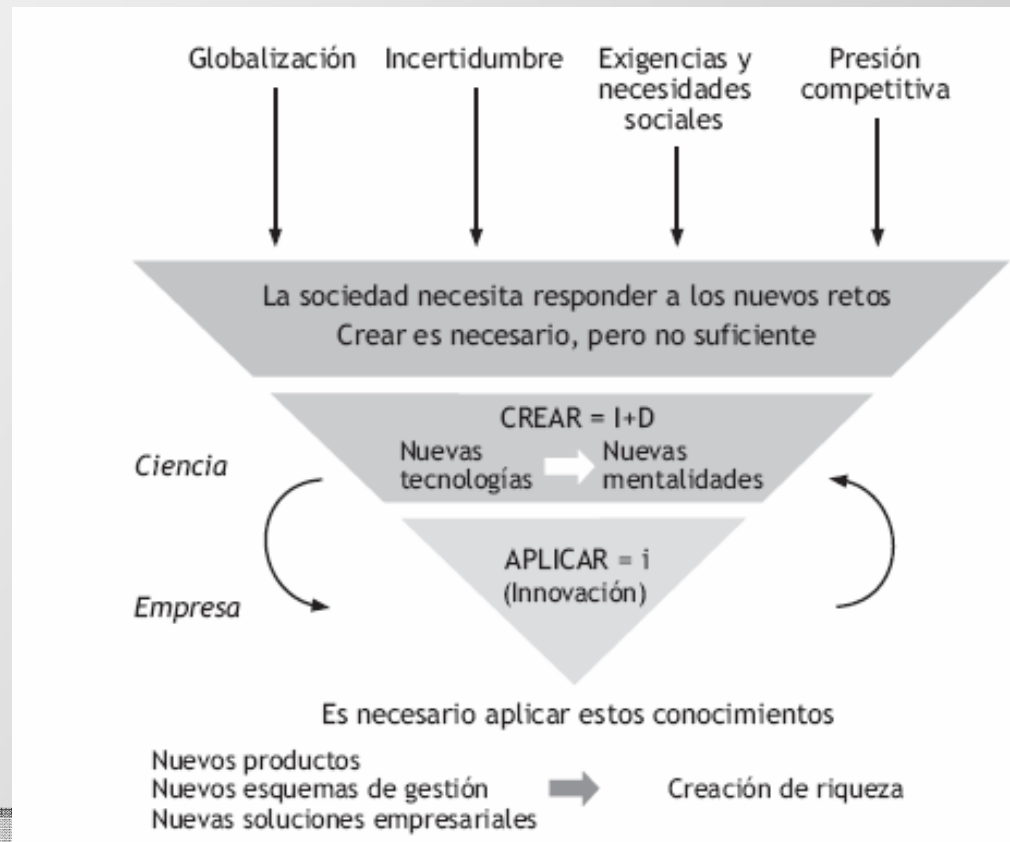 Globalización
Incertidumbre
Exigencias y
necesidades
sociales
Presión
competitiva
La sociedad necesita responder a los nuevos retos
Crear es necesario, pero no suficiente
CREAR = I+D
Nuevas
tecnologías
Nuevas
mentalidades
Ciencia
APLICAR = i
(Innovación)
Empresa
Es necesario aplicar estos conocimientos
Nuevos productos
Nuevos esquemas de gestión
Nuevas soluciones empresariales
Creación de riqueza